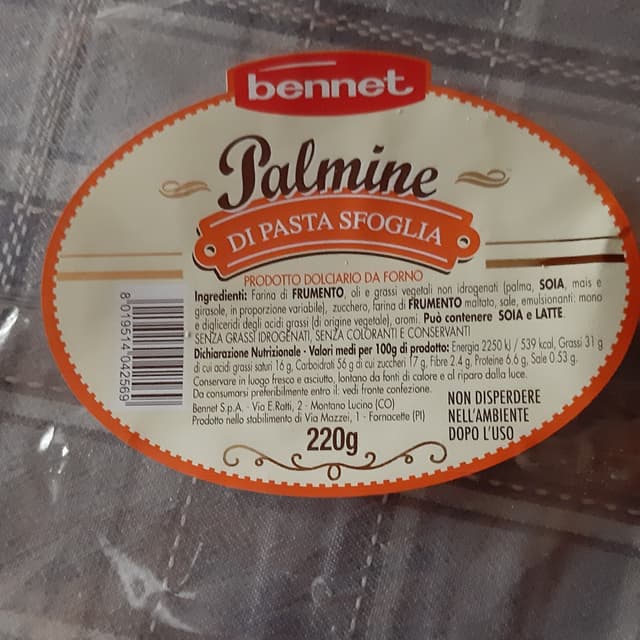 bennet
Palmine
DI PASTA SFOGLIA
PRODOTTO DOLCIARIO DA FORNO
Ingredienti: Farina di FRUMENTO, oli e grassi vegetali non idrogenati (palma, SOIA, mais e
girasole, in proporzione variabile), zucchero, farina di FRUMENTO maltato, sale, emulsionanti: mono
e digliceridi degli acidi grassi (di origine vegetale), aromi. Può contenere SOIA e LATTE.
SENZA GRASSI IDROGENATI, SENZA COLORANTI E CONSERVANTI
Dichiarazione Nutrizionale - Valori medi per 100g di prodotto: Energia 2250 kJ / 539 kcal, Grassi 31 g
di cui acidi grassi saturi 16 g, Carboidrati 56 g di cui zuccheri 17 g, Fibre 2.4 g, Proteine 6.6 g, Sale 0.53 g.
Conservare in luogo fresco e asciutto, lontano da fonti di calore e al riparo dalla luce.
Da consumarsi preferibilmente entro il: vedi fronte confezione.
Bennet S.p.A. - Via E.Ratti, 2 - Montano Lucino (CO)
Prodotto nello stabilimento di Via Mazzei, 1 - Fornacette (PI)
NON DISPERDERE
NELL'AMBIENTE
DOPO L'USO
220g
8 019514 042569